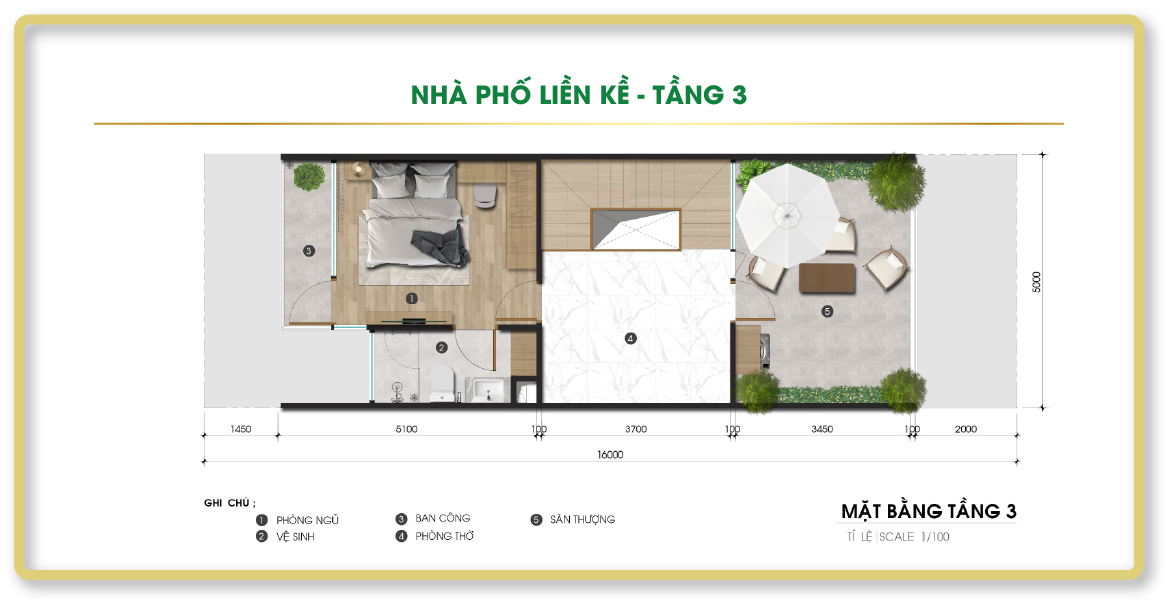 NHÀ PHỐ LIỀN KỀ - TẦNG 3
3
1
2
4
5
5000
1450 5100 100 3700 100 3450 100 2000
16000
GHI CHÚ ;
1 PHÒNG NGỦ
2 VỆ SINH
3 BAN CÔNG
4 PHÒNG THỜ
5 SÂN THƯỢNG
MẶT BẰNG TẦNG 3
TỈ LỆ | SCALE 1/100